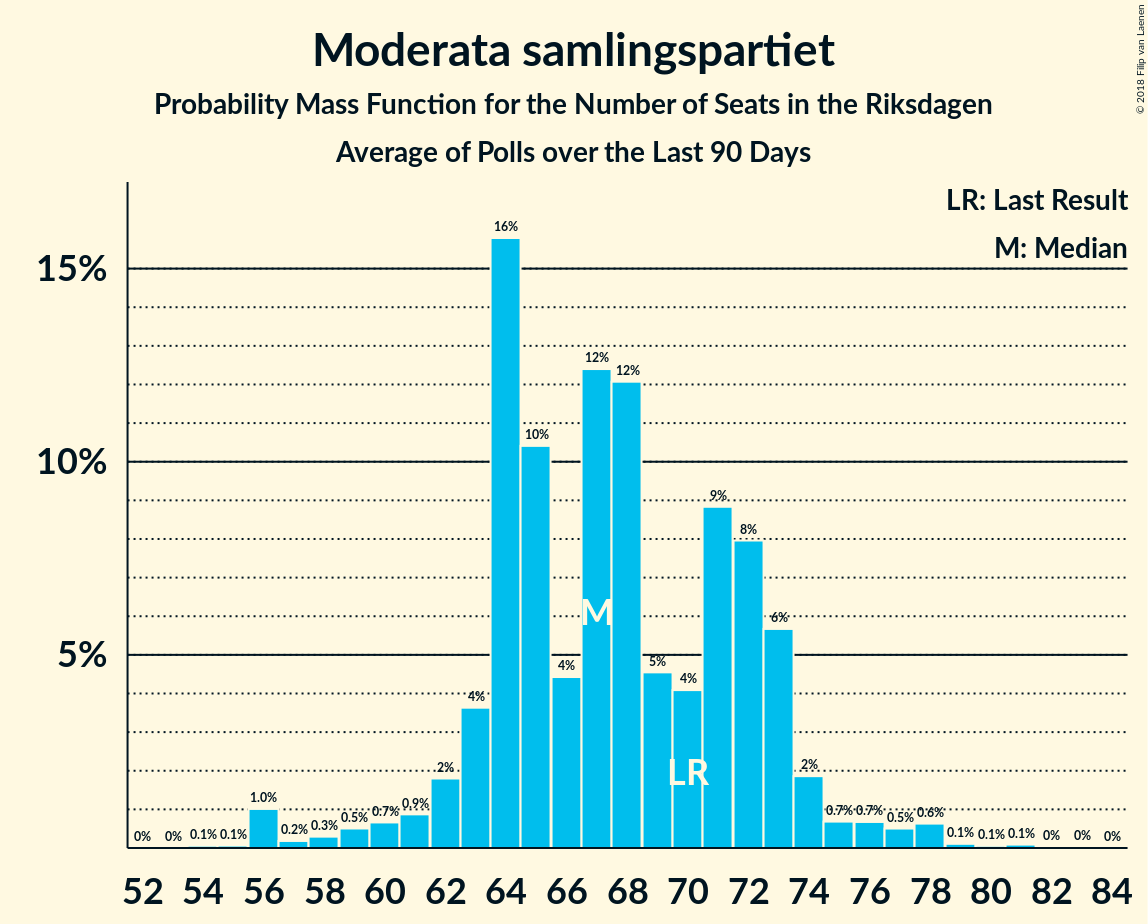 Moderata samlingspartiet
Probability Mass Function for the Number of Seats in the Riksdagen
Average of Polls over the Last 90 Days
© 2018 Filip van Laenen
LR: Last Result
M: Median
15%
10%
5%
0% 0% 0.1% 0.1% 1.0% 0.2% 0.3% 0.5% 0.7% 0.9% 2% 4% 16% 10% 4% 12% 12% 5% 4% 9% 8% 6% 2% 0.7% 0.7% 0.5% 0.6% 0.1% 0.1% 0.1% 0% 0% 0%
M
LR
52 54 56 58 60 62 64 66 68 70 72 74 76 78 80 82 84